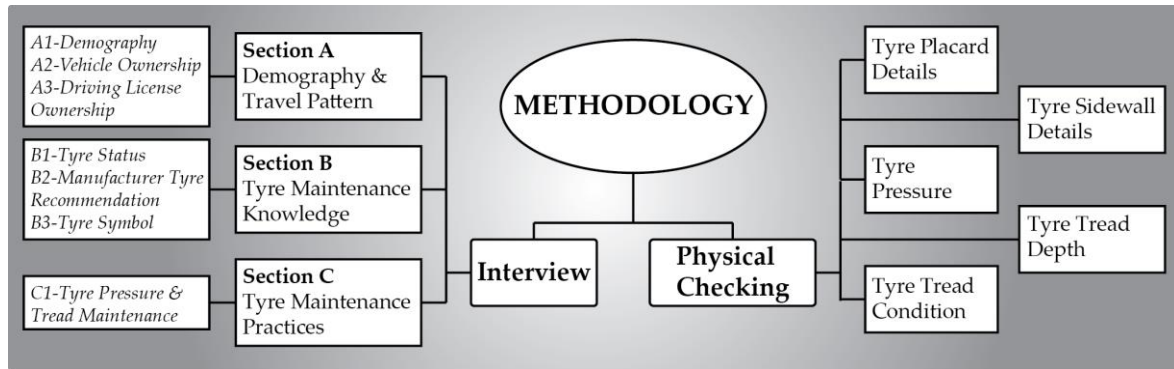 METHODOLOGY
Interview
Section A
Demography &
Travel Pattern
A1-Demography
A2-Vehicle Ownership
A3-Driving License
Ownership
Section B
Tyre Maintenance
Knowledge
B1-Tyre Status
B2-Manufacturer Tyre
Recommendation
B3-Tyre Symbol
Section C
Tyre Maintenance
Practices
C1-Tyre Pressure &
Tread Maintenance
Physical
Checking
Tyre Placard
Details
Tyre Sidewall
Details
Tyre
Pressure
Tyre Tread
Depth
Tyre Tread
Condition